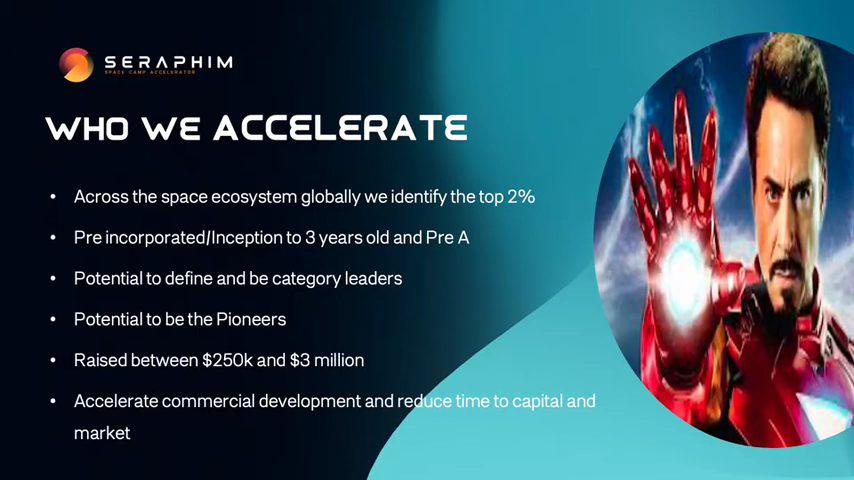 SERAPHIM
SPACE CAMP ACCELERATOR
WHO WE ACCELERATE
• Across the space ecosystem globally we identify the top 2%
• Pre incorporated/Inception to 3 years old and Pre A
• Potential to define and be category leaders
• Potential to be the Pioneers
• Raised between $250k and $3 million
• Accelerate commercial development and reduce time to capital and
market